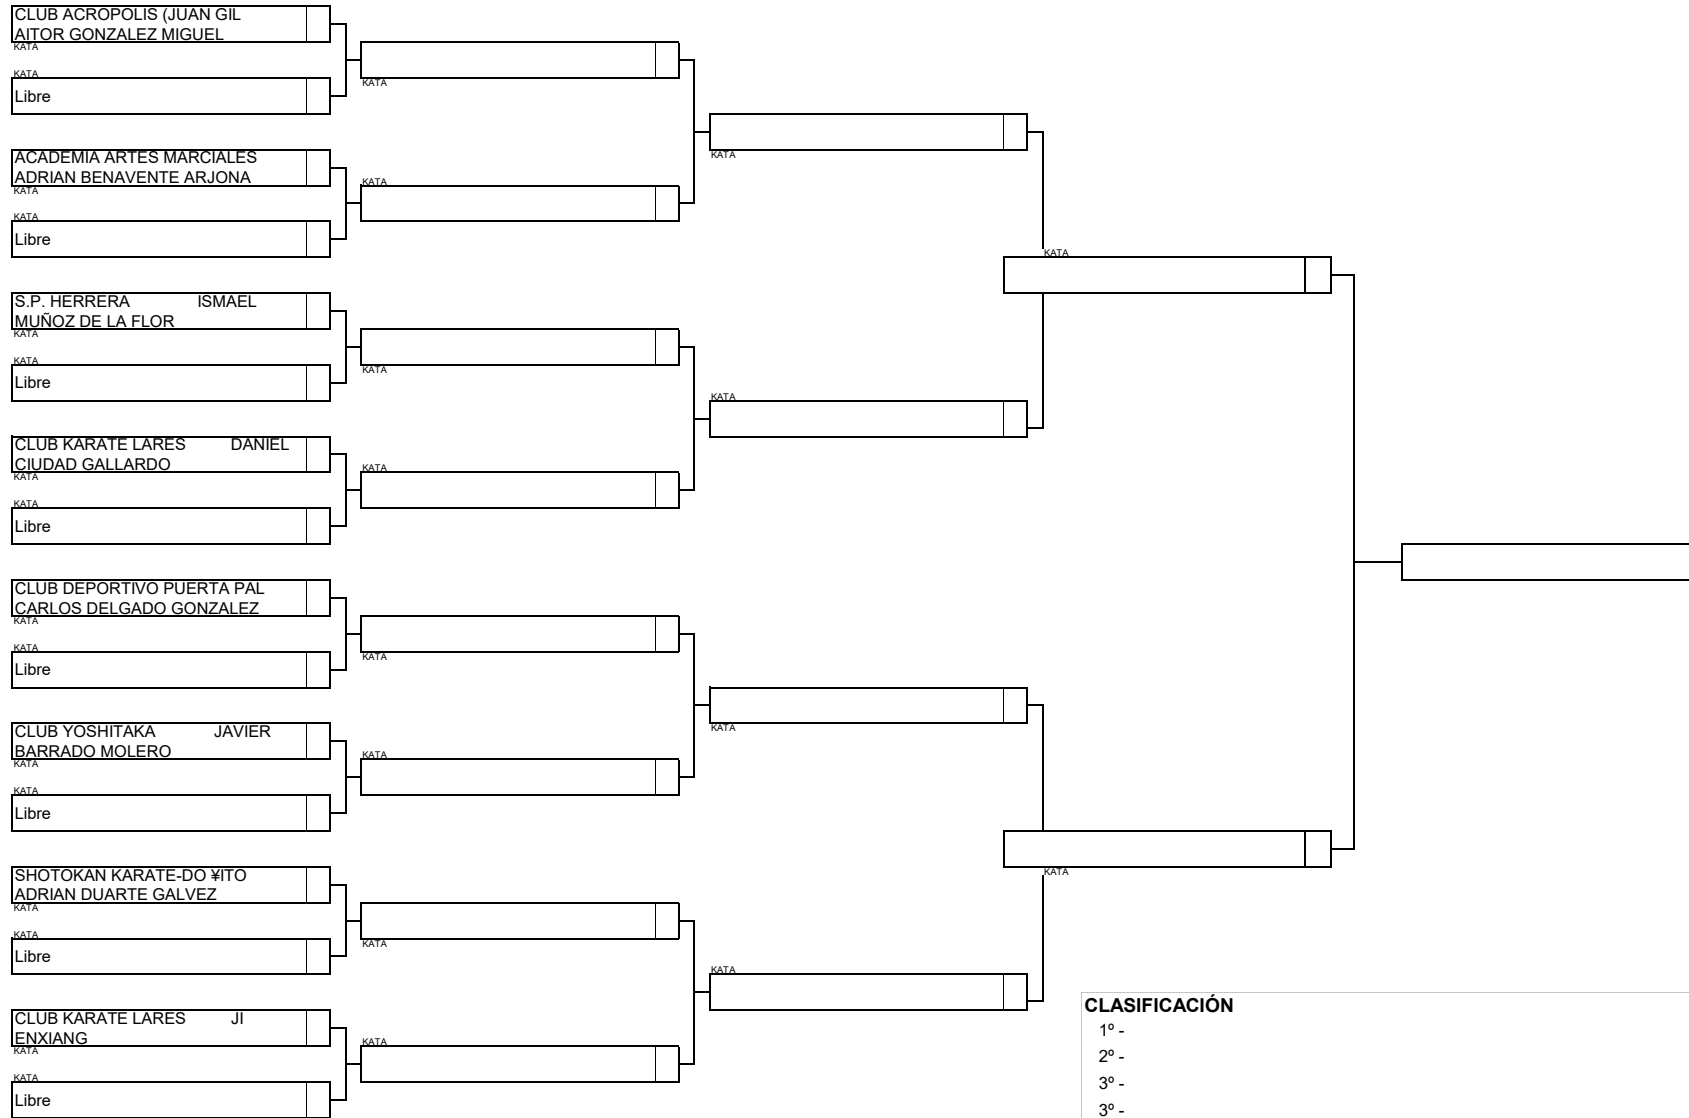 CLUB ACROPOLIS (JUAN GIL
AITOR GONZALEZ MIGUEL
KATA
KATA
Libre
KATA
ACADEMIA ARTES MARCIALES
ADRIAN BENAVENTE ARJONA
KATA
KATA
Libre
KATA
KATA
S.P. HERRERA ISMAEL
MUÑOZ DE LA FLOR
KATA
KATA
Libre
KATA
CLUB KARATE LARES DANIEL
CIUDAD GALLARDO
KATA
KATA
Libre
KATA
KATA
KATA
CLUB DEPORTIVO PUERTA PAL
CARLOS DELGADO GONZALEZ
KATA
KATA
Libre
KATA
CLUB YOSHITAKA JAVIER
BARRADO MOLERO
KATA
KATA
Libre
KATA
KATA
SHOTOKAN KARATE-DO ¥ITO
ADRIAN DUARTE GALVEZ
KATA
KATA
Libre
KATA
CLUB KARATE LARES JI
ENXIANG
KATA
KATA
Libre
KATA
KATA
KATA
CLASIFICACIÓN
1º -
2º -
3º -
3º -